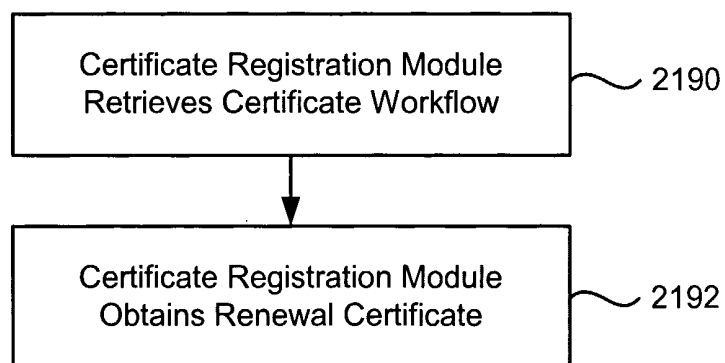 Certificate Registration Module
Retrieves Certificate Workflow
2190
Certificate Registration Module
Obtains Renewal Certificate
2192